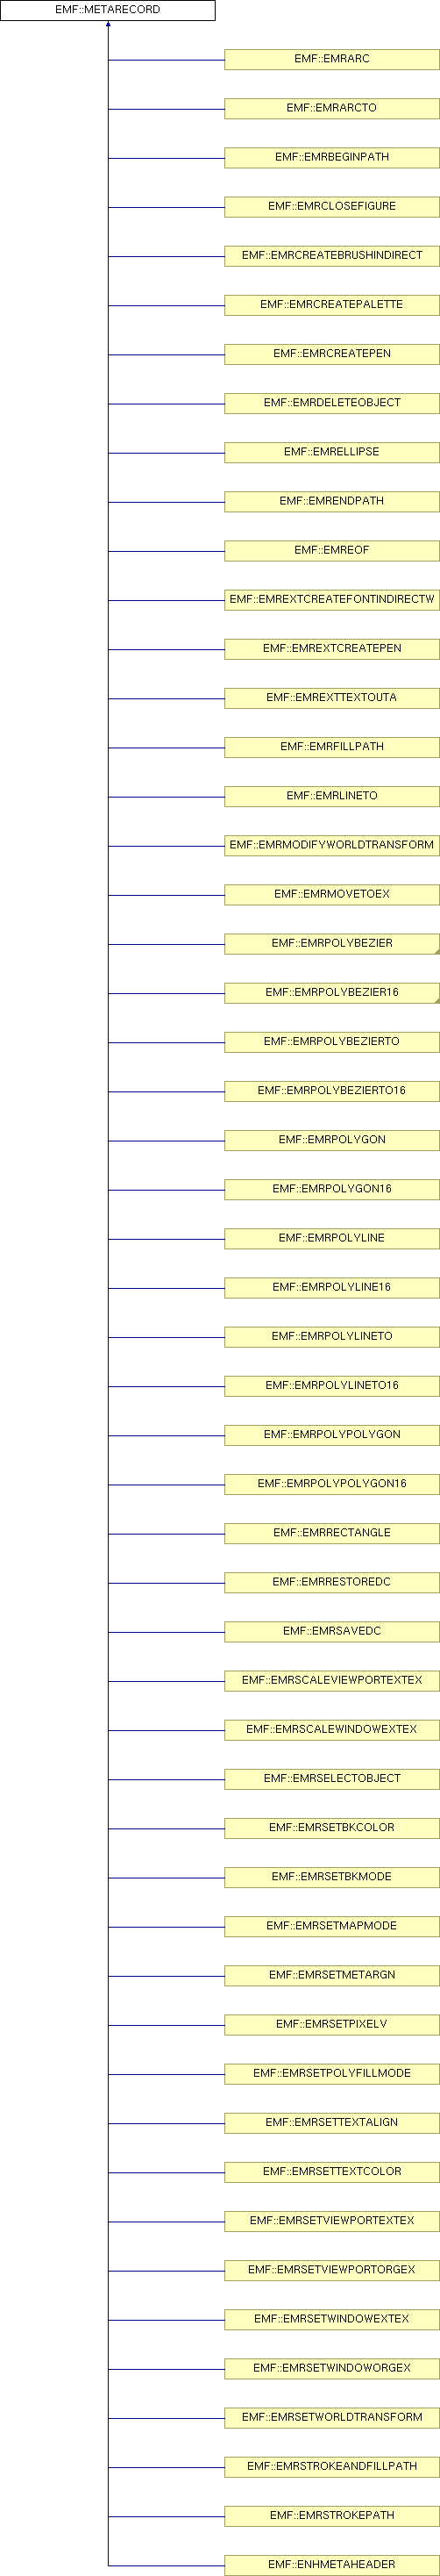 EMF::METARECORD
EMF::EMRARC
EMF::EMRARCTO
EMF::EMRBEGINPATH
EMF::EMRCLOSEFIGURE
EMF::EMRCREATEBRUSHINDIRECT
EMF::EMRCREATEPALETTE
EMF::EMRCREATEPEN
EMF::EMRDELETEOBJECT
EMF::EMRELLIPSE
EMF::EMRENDPATH
EMF::EMREOF
EMF::EMREXTCREATEFONTINDIRECTW
EMF::EMREXTCREATEPEN
EMF::EMREXTTEXTOUTA
EMF::EMRFILLPATH
EMF::EMRLINETO
EMF::EMRMODIFYWORLDTRANSFORM
EMF::EMRMOVETOEX
EMF::EMRPOLYBEZIER
EMF::EMRPOLYBEZIER16
EMF::EMRPOLYBEZIERTO
EMF::EMRPOLYBEZIERTO16
EMF::EMRPOLYGON
EMF::EMRPOLYGON16
EMF::EMRPOLYLINE
EMF::EMRPOLYLINE16
EMF::EMRPOLYLINETO
EMF::EMRPOLYLINETO16
EMF::EMRPOLYPOLYGON
EMF::EMRPOLYPOLYGON16
EMF::EMRRECTANGLE
EMF::EMRRESTOREDC
EMF::EMRSAVEDC
EMF::EMRSCALEVIEWPORTEXTEX
EMF::EMRSCALEWINDOWEXTEX
EMF::EMRSELECTOBJECT
EMF::EMRSETBKCOLOR
EMF::EMRSETBKMODE
EMF::EMRSETMAPMODE
EMF::EMRSETMETARGN
EMF::EMRSETPIXELV
EMF::EMRSETPOLYFILLMODE
EMF::EMRSETTEXTALIGN
EMF::EMRSETTEXTCOLOR
EMF::EMRSETVIEWPORTEXTEX
EMF::EMRSETVIEWPORTORGEX
EMF::EMRSETWINDOWEXTEX
EMF::EMRSETWINDOWORGEX
EMF::EMRSETWORLDTRANSFORM
EMF::EMRSTROKEANDFILLPATH
EMF::EMRSTROKEPATH
EMF::ENHMETAHEADER